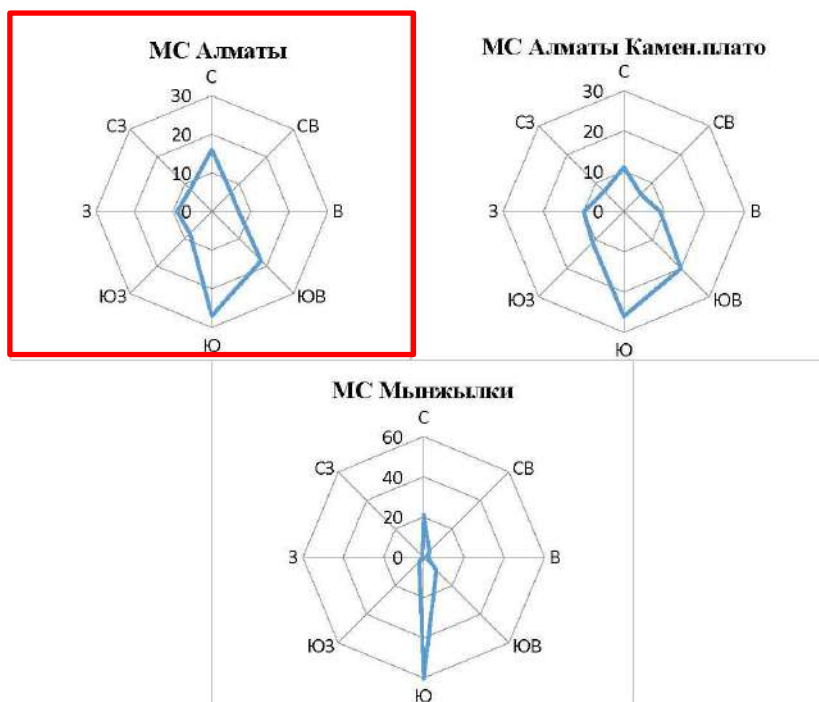 МС Алматы
С
30
СЗ
СВ
20
10
З
0
В
ЮЗ
ЮВ
Ю
МС Алматы Камен.плато
С
30
СЗ
СВ
20
10
З
0
В
ЮЗ
ЮВ
Ю
МС Мынжылки
С
60
СЗ
СВ
40
20
З
0
В
ЮЗ
ЮВ
Ю